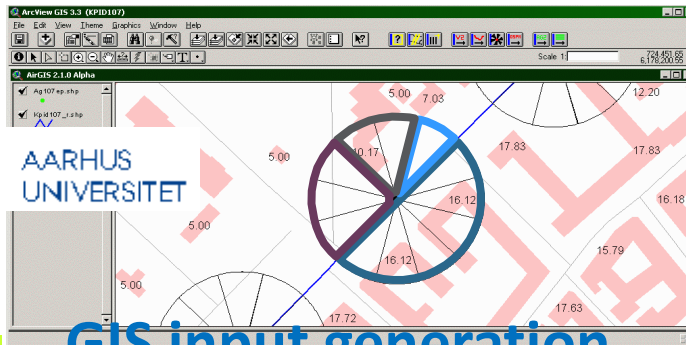 ArcView GIS 3.3 (KPID107)
File Edit View Theme Graphics Window Help
Scale 1:
724,451.65
6,178,200.55
AirGIS 2.1.0 Alpha
Ag107ep.shp
Kpid107_r.shp
AARHUS
UNIVERSITET
5.00
7.03
12.20
5.00
10.17
17.83
17.83
16.12
16.18
5.00
16.12
15.79
5.00
17.72
17.63
GIS input generation